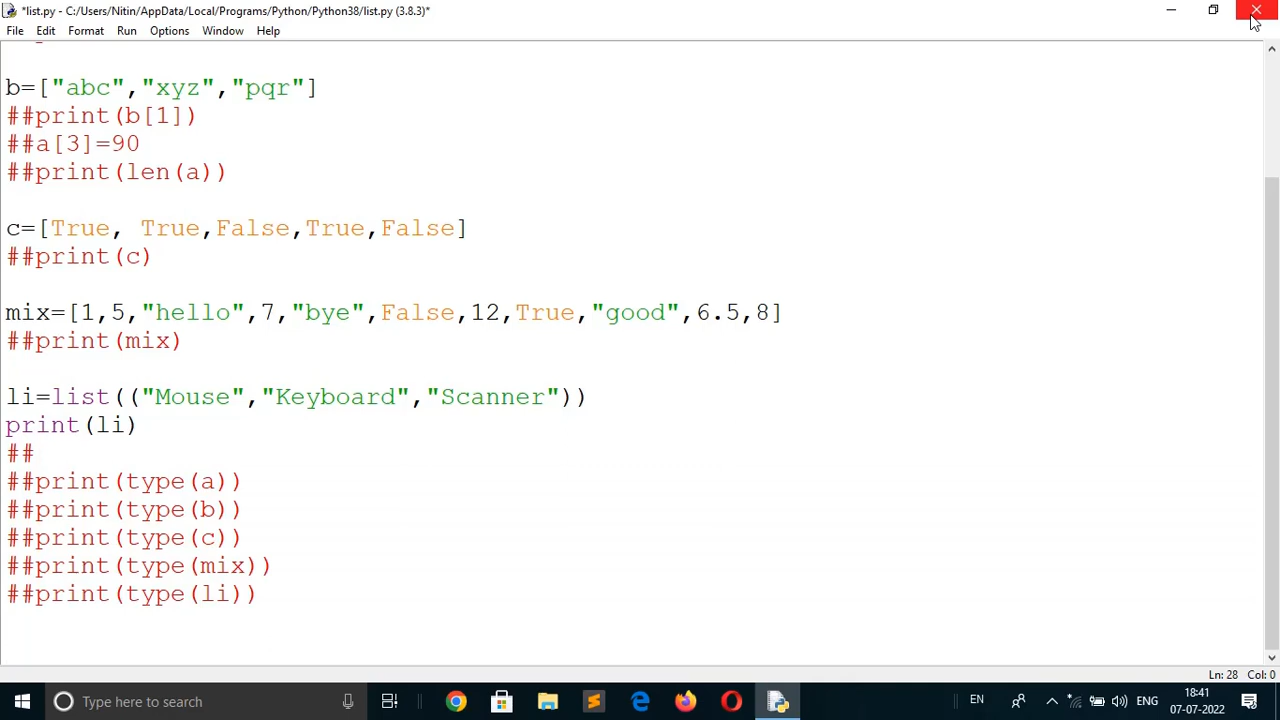 *list.py - C:/Users/Nitin/AppData/Local/Programs/Python/Python38/list.py (3.8.3)*
File Edit Format Run Options Window Help
b=["abc","xyz","pqr"]
##print(b[1])
##a[3]=90
##print(len(a))
c=[True, True,False,True,False]
##print(c)
mix=[1,5,"hello",7,"bye",False,12,True,"good",6.5,8]
##print(mix)
li=list(("Mouse","Keyboard","Scanner"))
print(li)
##
##print(type(a))
##print(type(b))
##print(type(c))
##print(type(mix))
##print(type(li))
Ln: 28 Col: 0
Type here to search
EN
ENG
18:41
07-07-2022